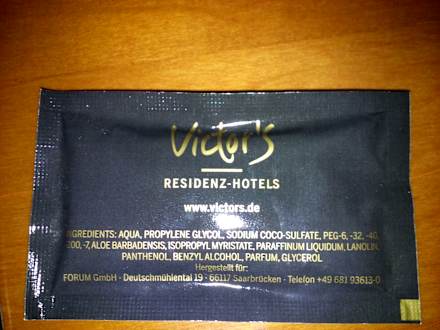 Victor's
RESIDENZ-HOTELS
www.victors.de
INGREDIENTS: AQUA, PROPYLENE GLYCOL, SODIUM COCO-SULFATE, PEG-6, -32, -40,
-200, -7, ALOE BARBADENSIS, ISOPROPYL MYRISTATE, PARAFFINUM LIQUIDUM, LANOLIN,
PANTHENOL, BENZYL ALCOHOL, PARFUM, GLYCEROL
Hergestellt für:
FORUM GmbH - Deutschmühlental 19 - 66117 Saarbrücken - Telefon +49 681 93613-0